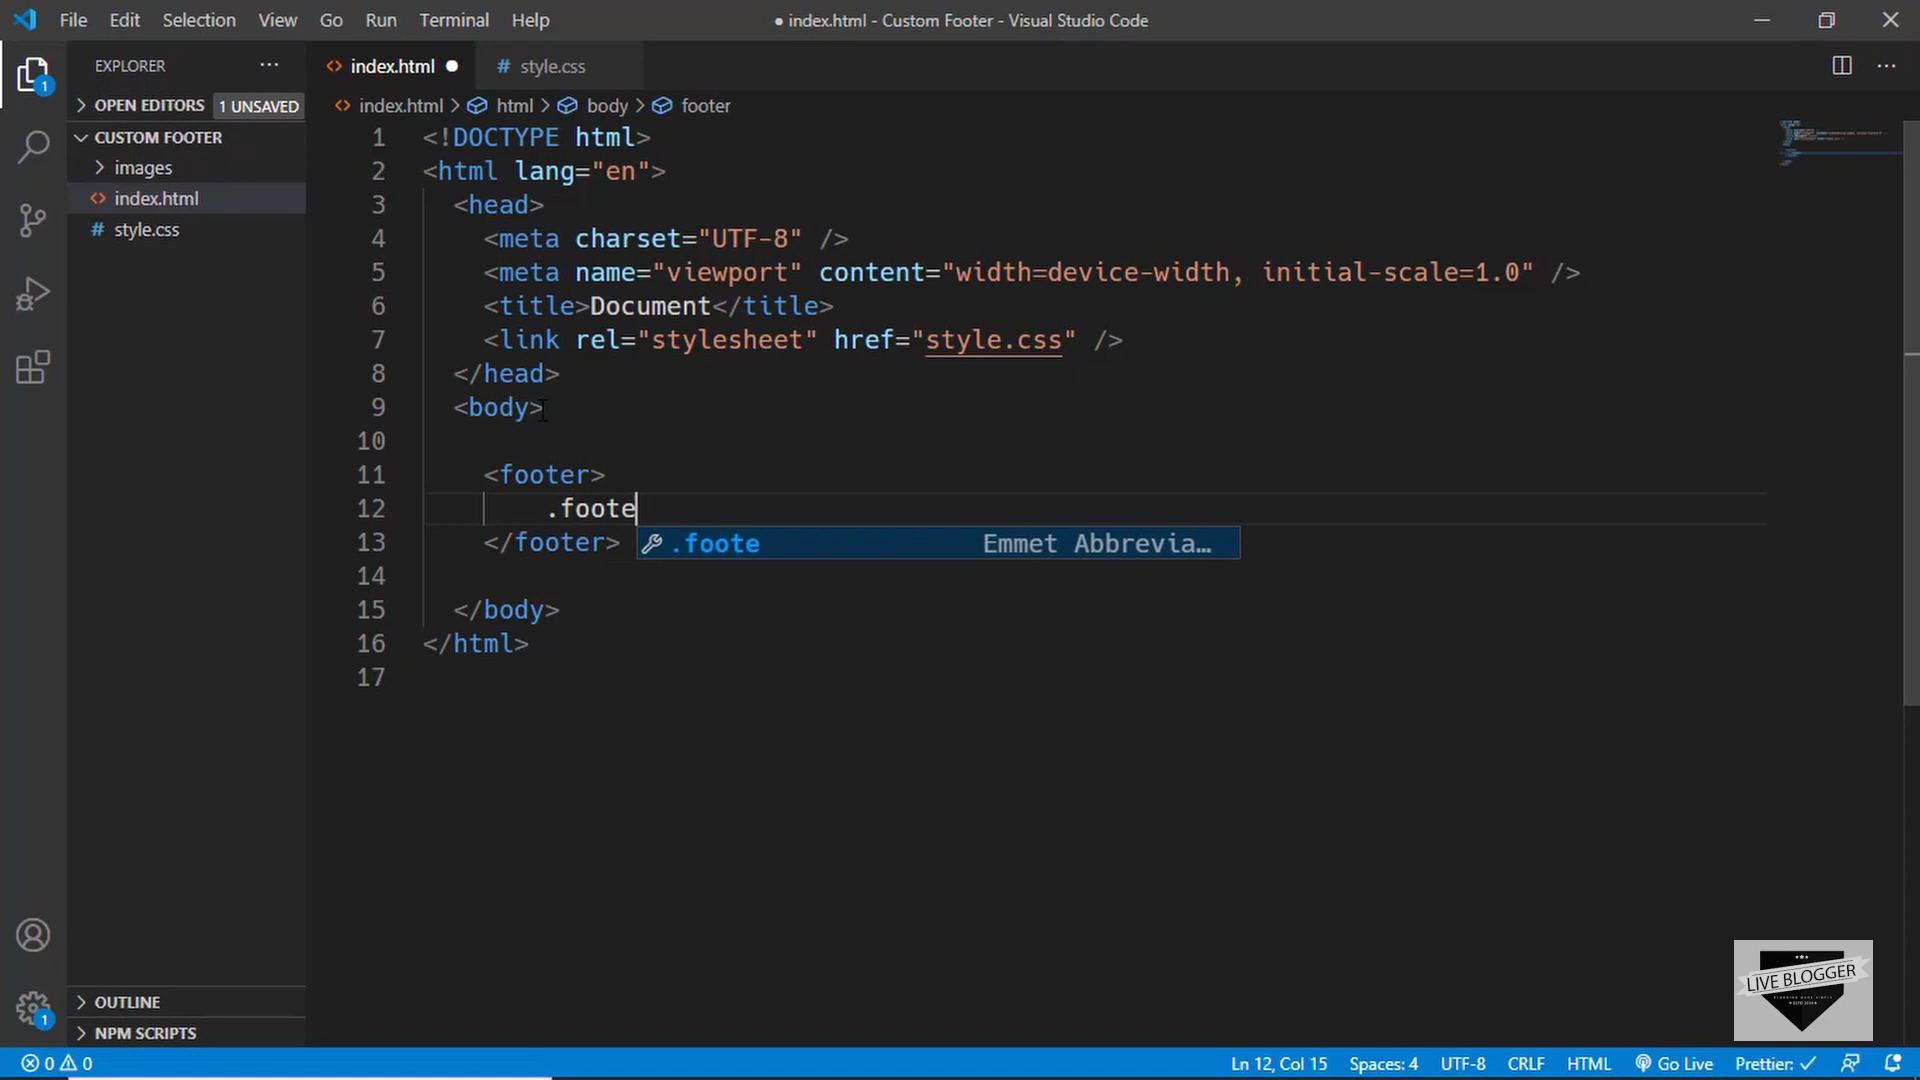 File Edit Selection View Go Run Terminal Help
● index.html - Custom Footer - Visual Studio Code
EXPLORER
OPEN EDITORS 1 UNSAVED
CUSTOM FOOTER
images
index.html
style.css
OUTLINE
NPM SCRIPTS
1
1
index.html ●
# style.css
index.html > html > body > footer
1 <!DOCTYPE html>
2 <html lang="en">
3 <head>
4 <meta charset="UTF-8" />
5 <meta name="viewport" content="width=device-width, initial-scale=1.0" />
6 <title>Document</title>
7 <link rel="stylesheet" href="style.css" />
8 </head>
9 <body>
10
11 <footer>
12 .foote
13 </footer>
.foote Emmet Abbrevia…
14
15 </body>
16 </html>
17
LIVE BLOGGER
0 0
Ln 12, Col 15 Spaces: 4 UTF-8 CRLF HTML Go Live Prettier: ✓